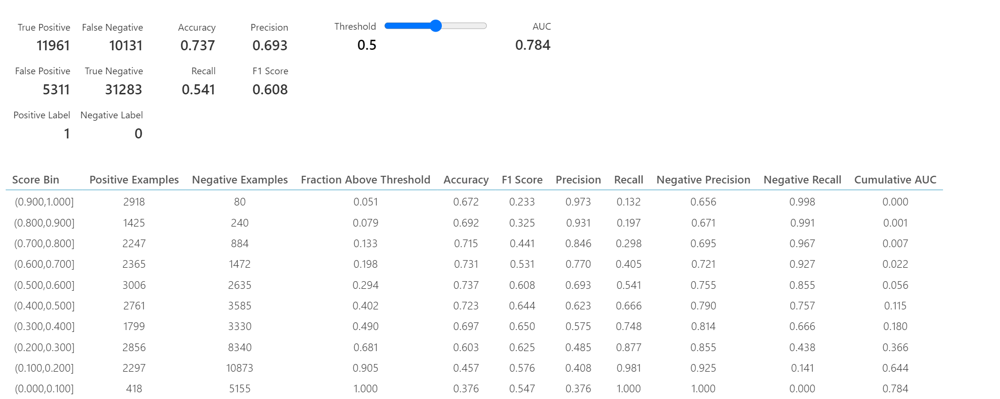 True Positive False Negative Accuracy Precision Threshold AUC
11961 10131 0.737 0.693 0.5 0.784
False Positive True Negative Recall F1 Score
5311 31283 0.541 0.608
Positive Label Negative Label
1 0
Score Bin Positive Examples Negative Examples Fraction Above Threshold Accuracy F1 Score Precision Recall Negative Precision Negative Recall Cumulative AUC
(0.900,1.000] 2918 80 0.051 0.672 0.233 0.973 0.132 0.656 0.998 0.000
(0.800,0.900] 1425 240 0.079 0.692 0.325 0.931 0.197 0.671 0.991 0.001
(0.700,0.800] 2247 884 0.133 0.715 0.441 0.846 0.298 0.695 0.967 0.007
(0.600,0.700] 2365 1472 0.198 0.731 0.531 0.770 0.405 0.721 0.927 0.022
(0.500,0.600] 3006 2635 0.294 0.737 0.608 0.693 0.541 0.755 0.855 0.056
(0.400,0.500] 2761 3585 0.402 0.723 0.644 0.623 0.666 0.790 0.757 0.115
(0.300,0.400] 1799 3330 0.490 0.697 0.650 0.575 0.748 0.814 0.666 0.180
(0.200,0.300] 2856 8340 0.681 0.603 0.625 0.485 0.877 0.855 0.438 0.366
(0.100,0.200] 2297 10873 0.905 0.457 0.576 0.408 0.981 0.925 0.141 0.644
(0.000,0.100] 418 5155 1.000 0.376 0.547 0.376 1.000 1.000 0.000 0.784